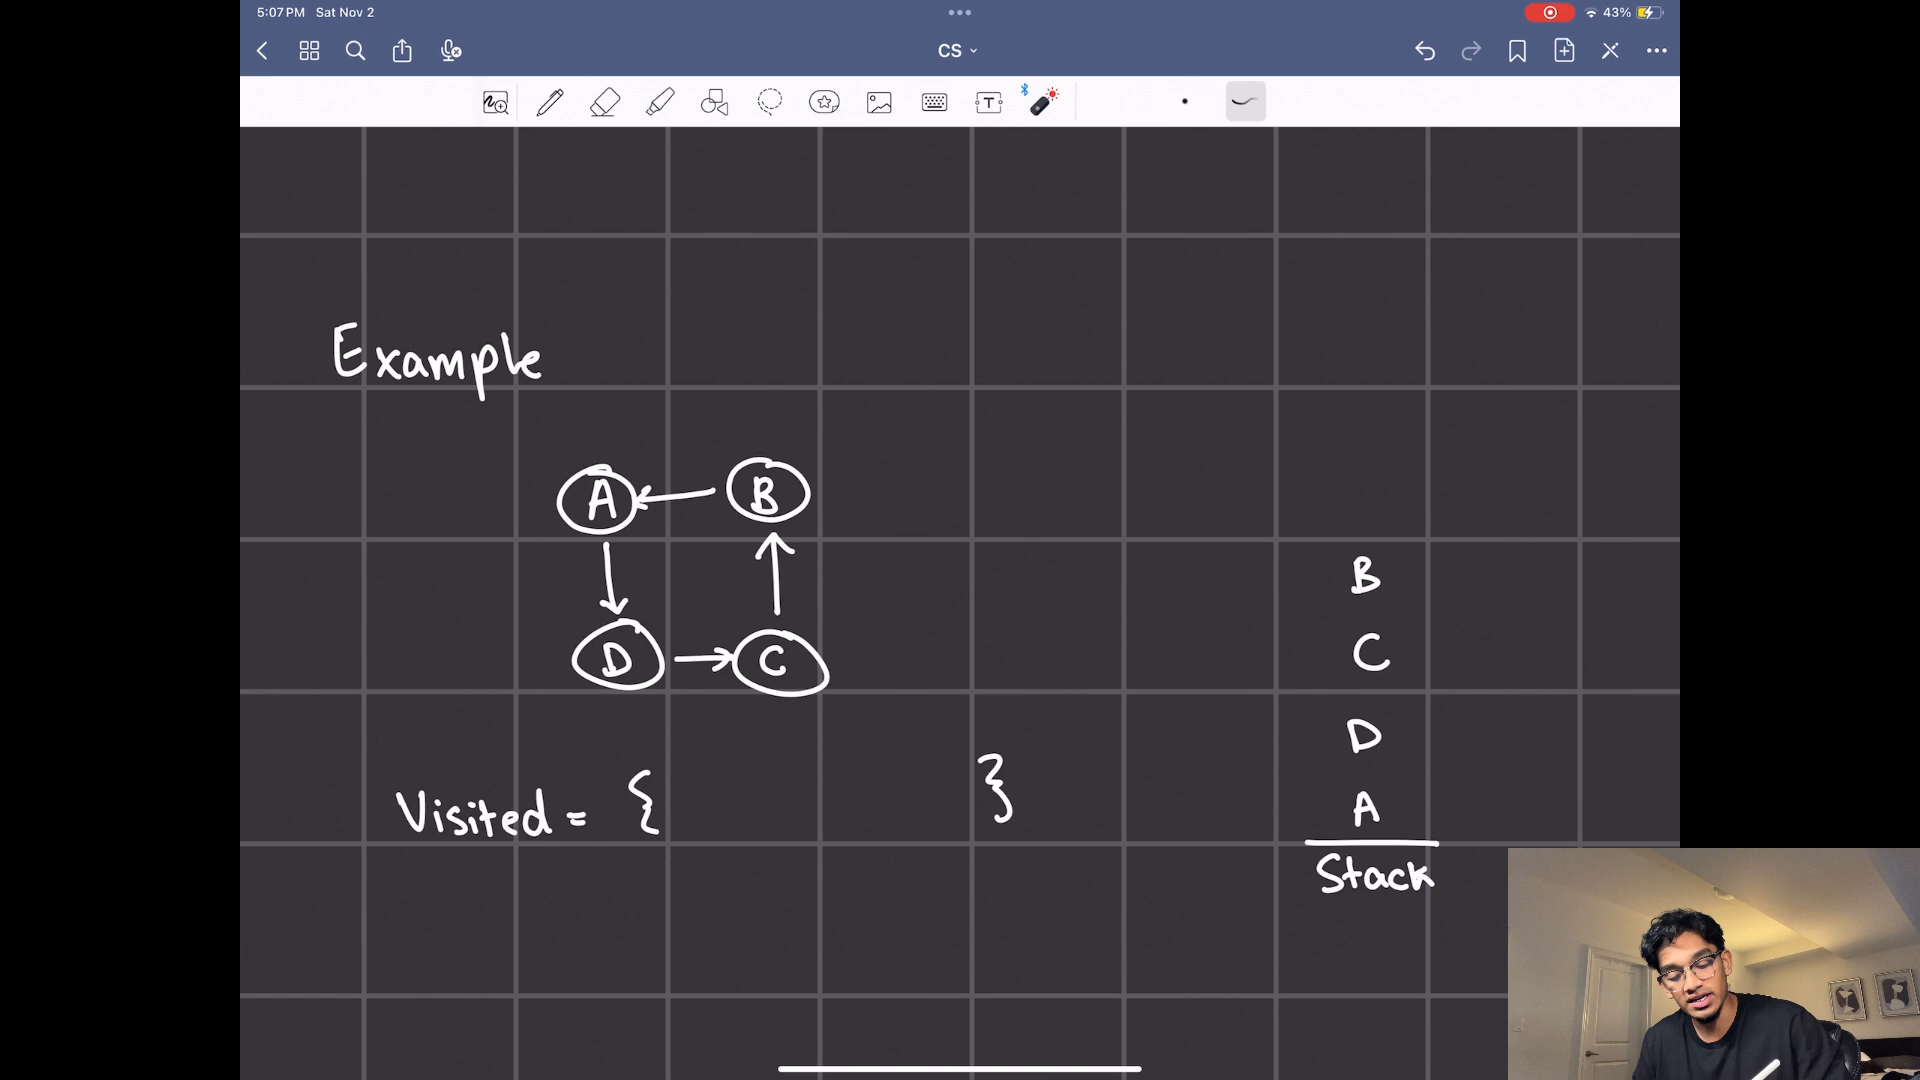 5:07 PM Sat Nov 2
43%
CS
T
Example
A B
D C
Visited = { }
B
C
D
A
Stack